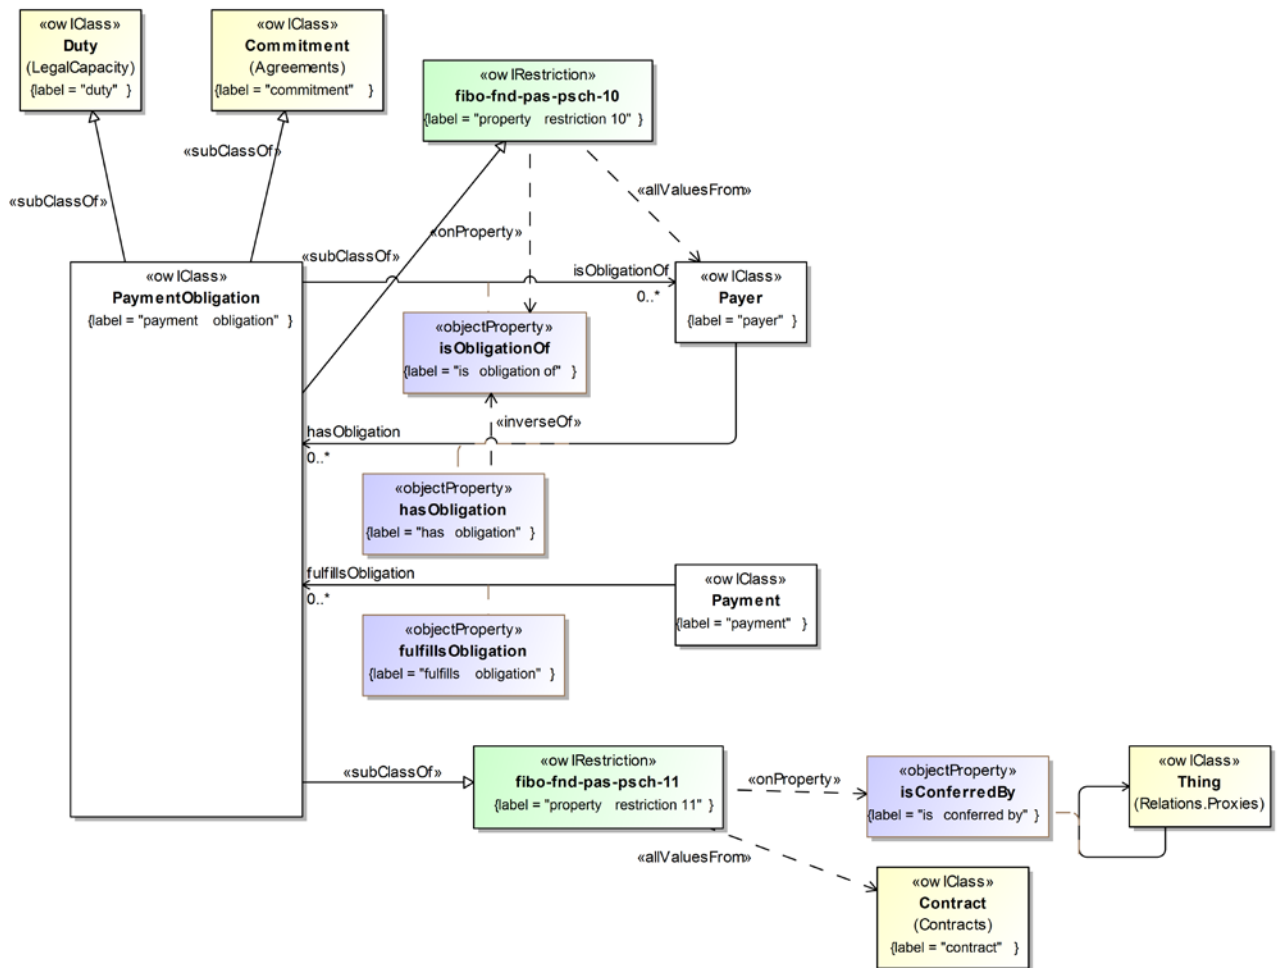 «owlClass»
Duty
(LegalCapacity)
{label = "duty" }
«owlClass»
Commitment
(Agreements)
{label = "commitment" }
«owlRestriction»
fibo-fnd-pas-psch-10
{label = "property restriction 10" }
«subClassOf»
«subClassOf»
«allValuesFrom»
«onProperty»
«subClassOf»
isObligationOf
0..*
«owlClass»
PaymentObligation
{label = "payment obligation" }
«owlClass»
Payer
{label = "payer" }
«objectProperty»
isObligationOf
{label = "is obligation of" }
«inverseOf»
hasObligation
0..*
«objectProperty»
hasObligation
{label = "has obligation" }
fulfillsObligation
0..*
«owlClass»
Payment
{label = "payment" }
«objectProperty»
fulfillsObligation
{label = "fulfills obligation" }
«subClassOf»
«owlRestriction»
fibo-fnd-pas-psch-11
{label = "property restriction 11" }
«onProperty»
«objectProperty»
isConferredBy
{label = "is conferred by" }
«owlClass»
Thing
(Relations.Proxies)
«allValuesFrom»
«owlClass»
Contract
(Contracts)
{label = "contract" }